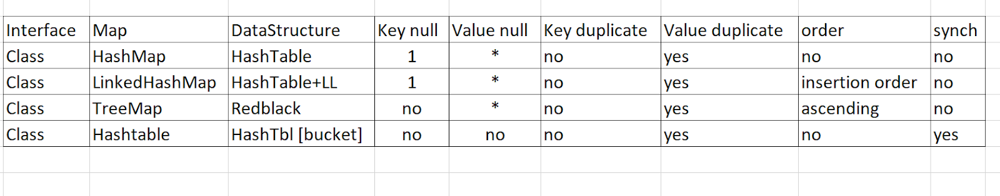 Interface Map DataStructure Key null Value null Key duplicate Value duplicate order synch
Class HashMap HashTable 1 * no yes no no
Class LinkedHashMap HashTable+LL 1 * no yes insertion order no
Class TreeMap Redblack no * no yes ascending no
Class Hashtable HashTbl [bucket] no no no yes no yes